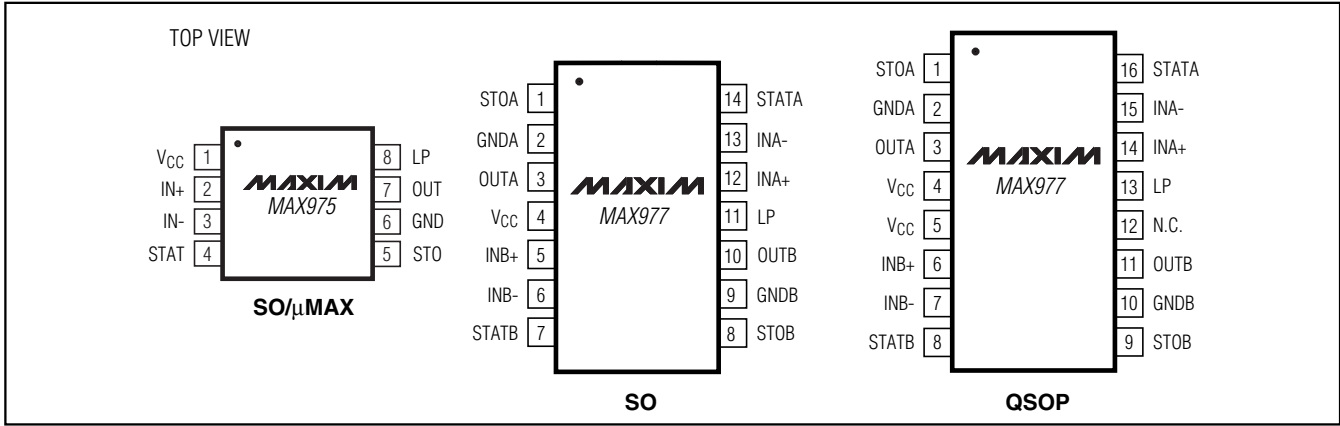 TOP VIEW
VCC 1
IN+ 2
IN- 3
STAT 4
8 LP
7 OUT
6 GND
5 STO
MAXIM
MAX975
SO/μMAX
STOA 1
GNDA 2
OUTA 3
VCC 4
INB+ 5
INB- 6
STATB 7
14 STATA
13 INA-
12 INA+
11 LP
10 OUTB
9 GNDB
8 STOB
MAXIM
MAX977
SO
STOA 1
GNDA 2
OUTA 3
VCC 4
VCC 5
INB+ 6
INB- 7
STATB 8
16 STATA
15 INA-
14 INA+
13 LP
12 N.C.
11 OUTB
10 GNDB
9 STOB
MAXIM
MAX977
QSOP